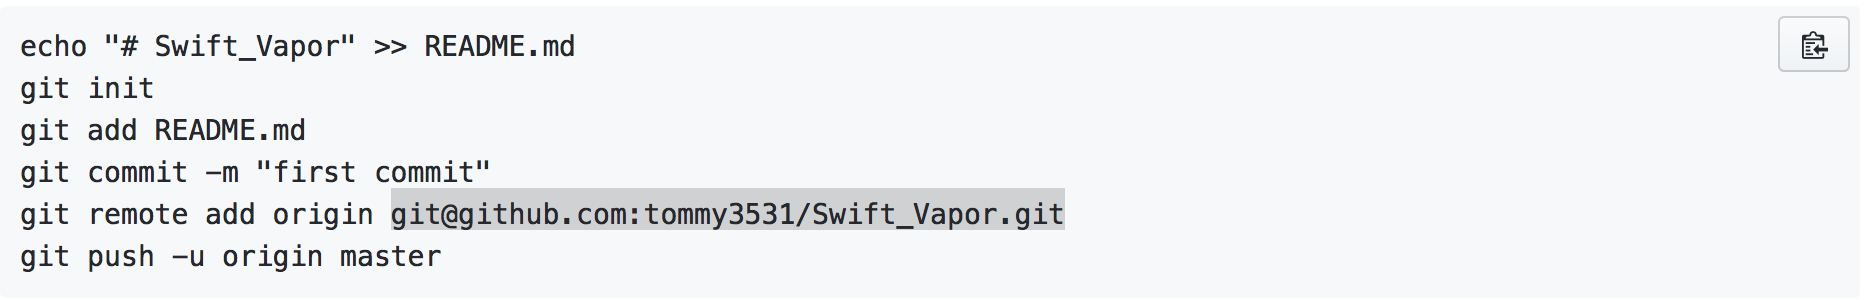 echo "# Swift_Vapor" >> README.md
git init
git add README.md
git commit -m "first commit"
git remote add origin git@github.com:tommy3531/Swift_Vapor.git
git push -u origin master